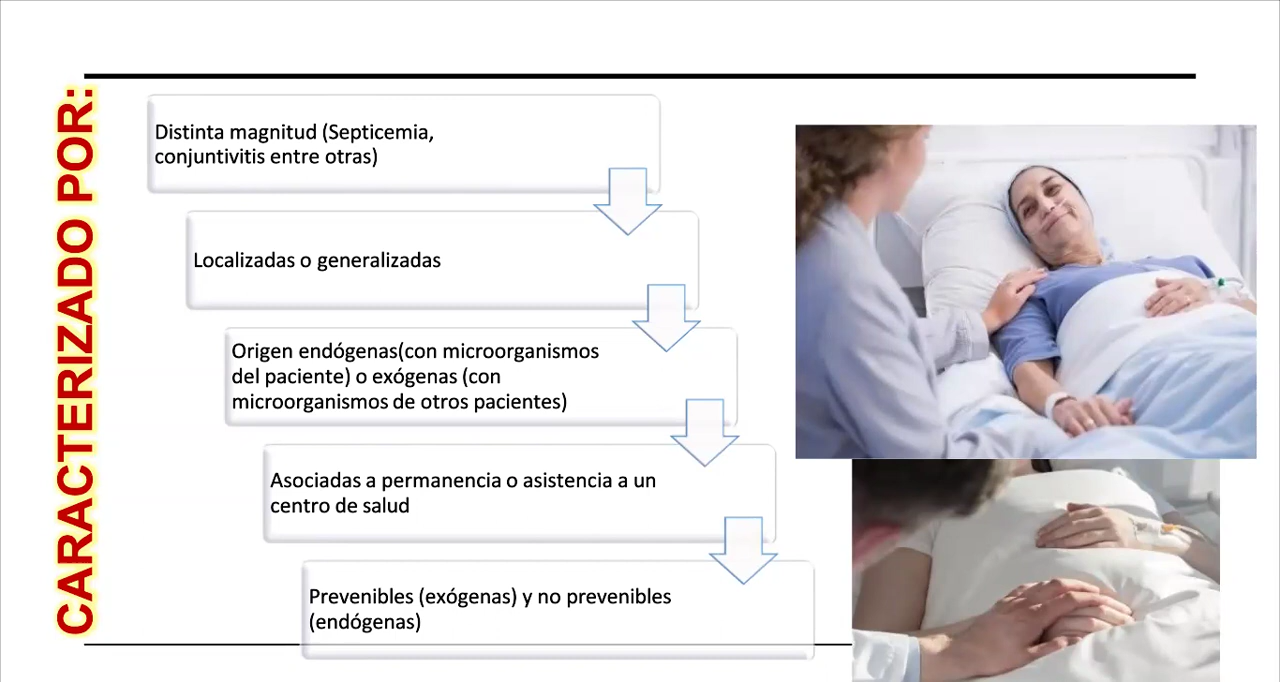 CARACTERIZADO POR:
Distinta magnitud (Septicemia,
conjuntivitis entre otras)
Localizadas o generalizadas
Origen endógenas(con microorganismos
del paciente) o exógenas (con
microorganismos de otros pacientes)
Asociadas a permanencia o asistencia a un
centro de salud
Prevenibles (exógenas) y no prevenibles
(endógenas)